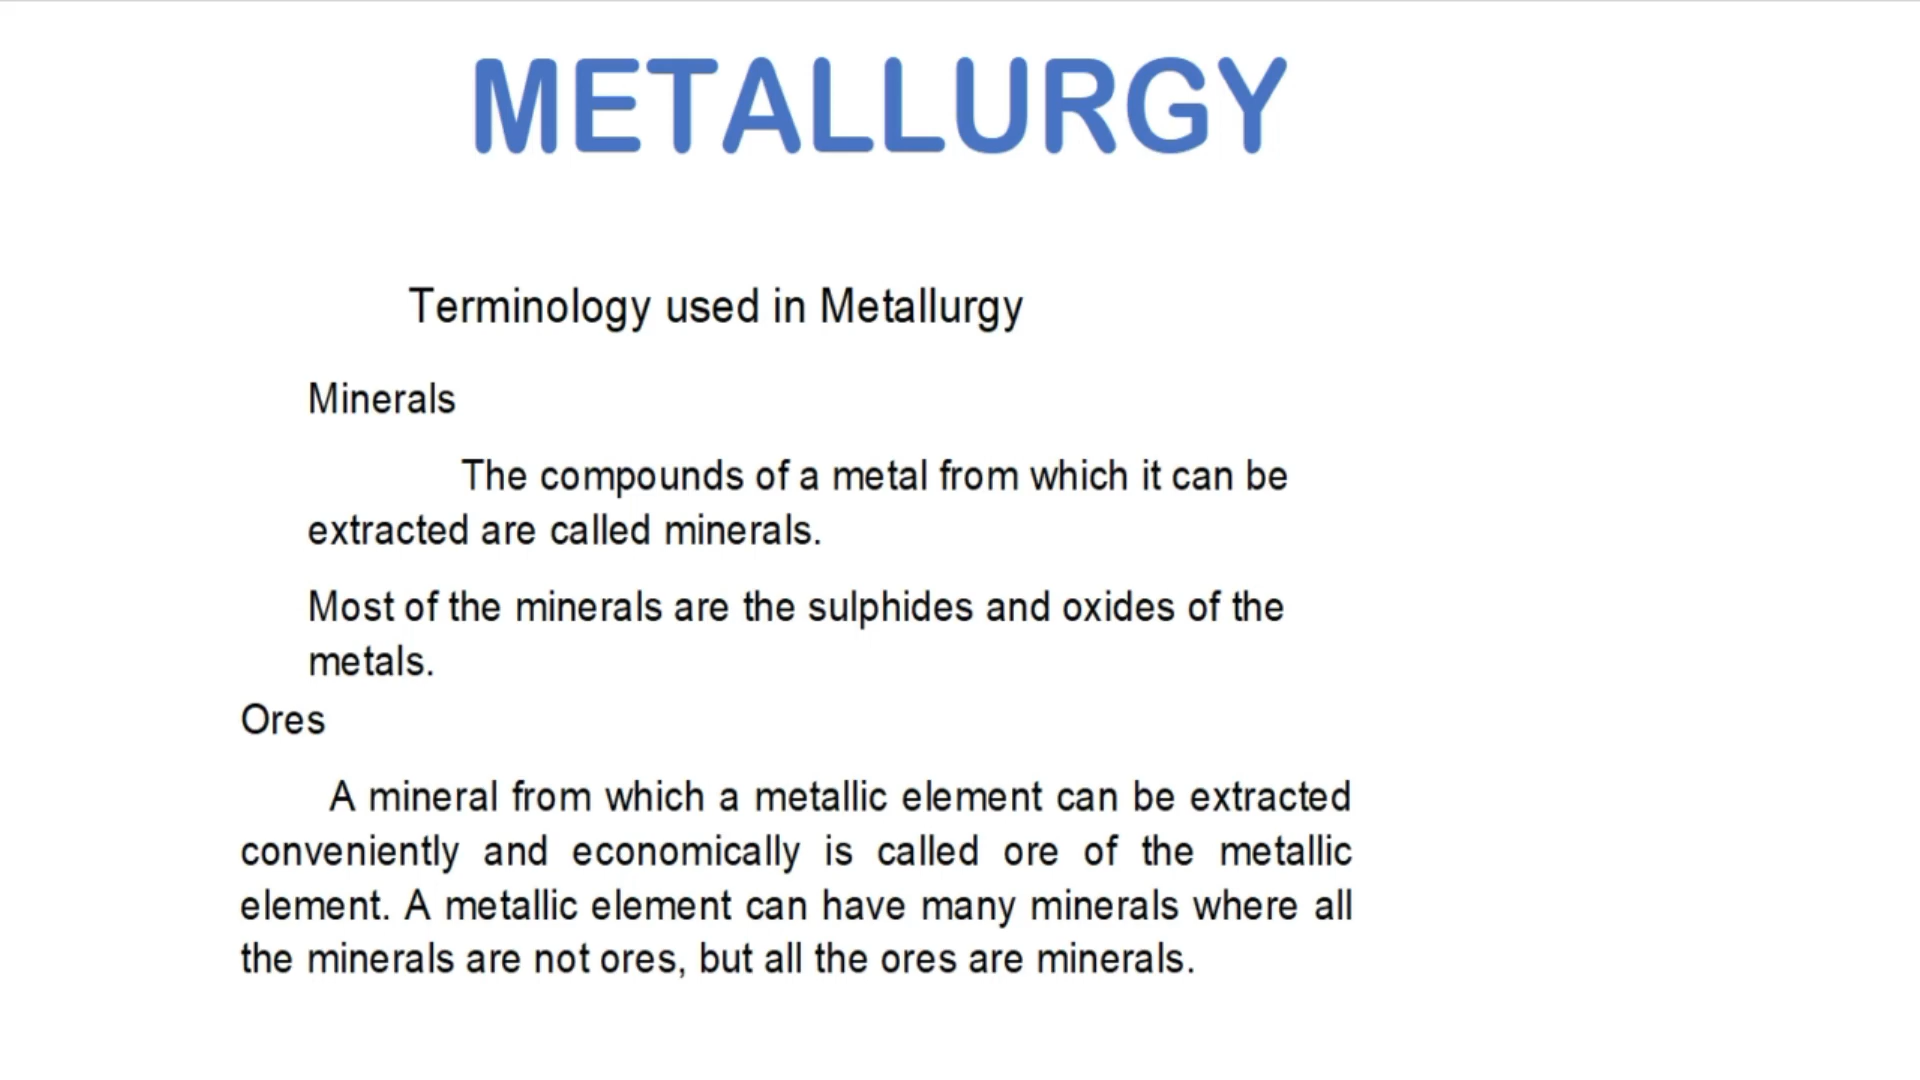 METALLURGY
Terminology used in Metallurgy
Minerals
The compounds of a metal from which it can be
extracted are called minerals.
Most of the minerals are the sulphides and oxides of the
metals.
Ores
A mineral from which a metallic element can be extracted
conveniently and economically is called ore of the metallic
element. A metallic element can have many minerals where all
the minerals are not ores, but all the ores are minerals.